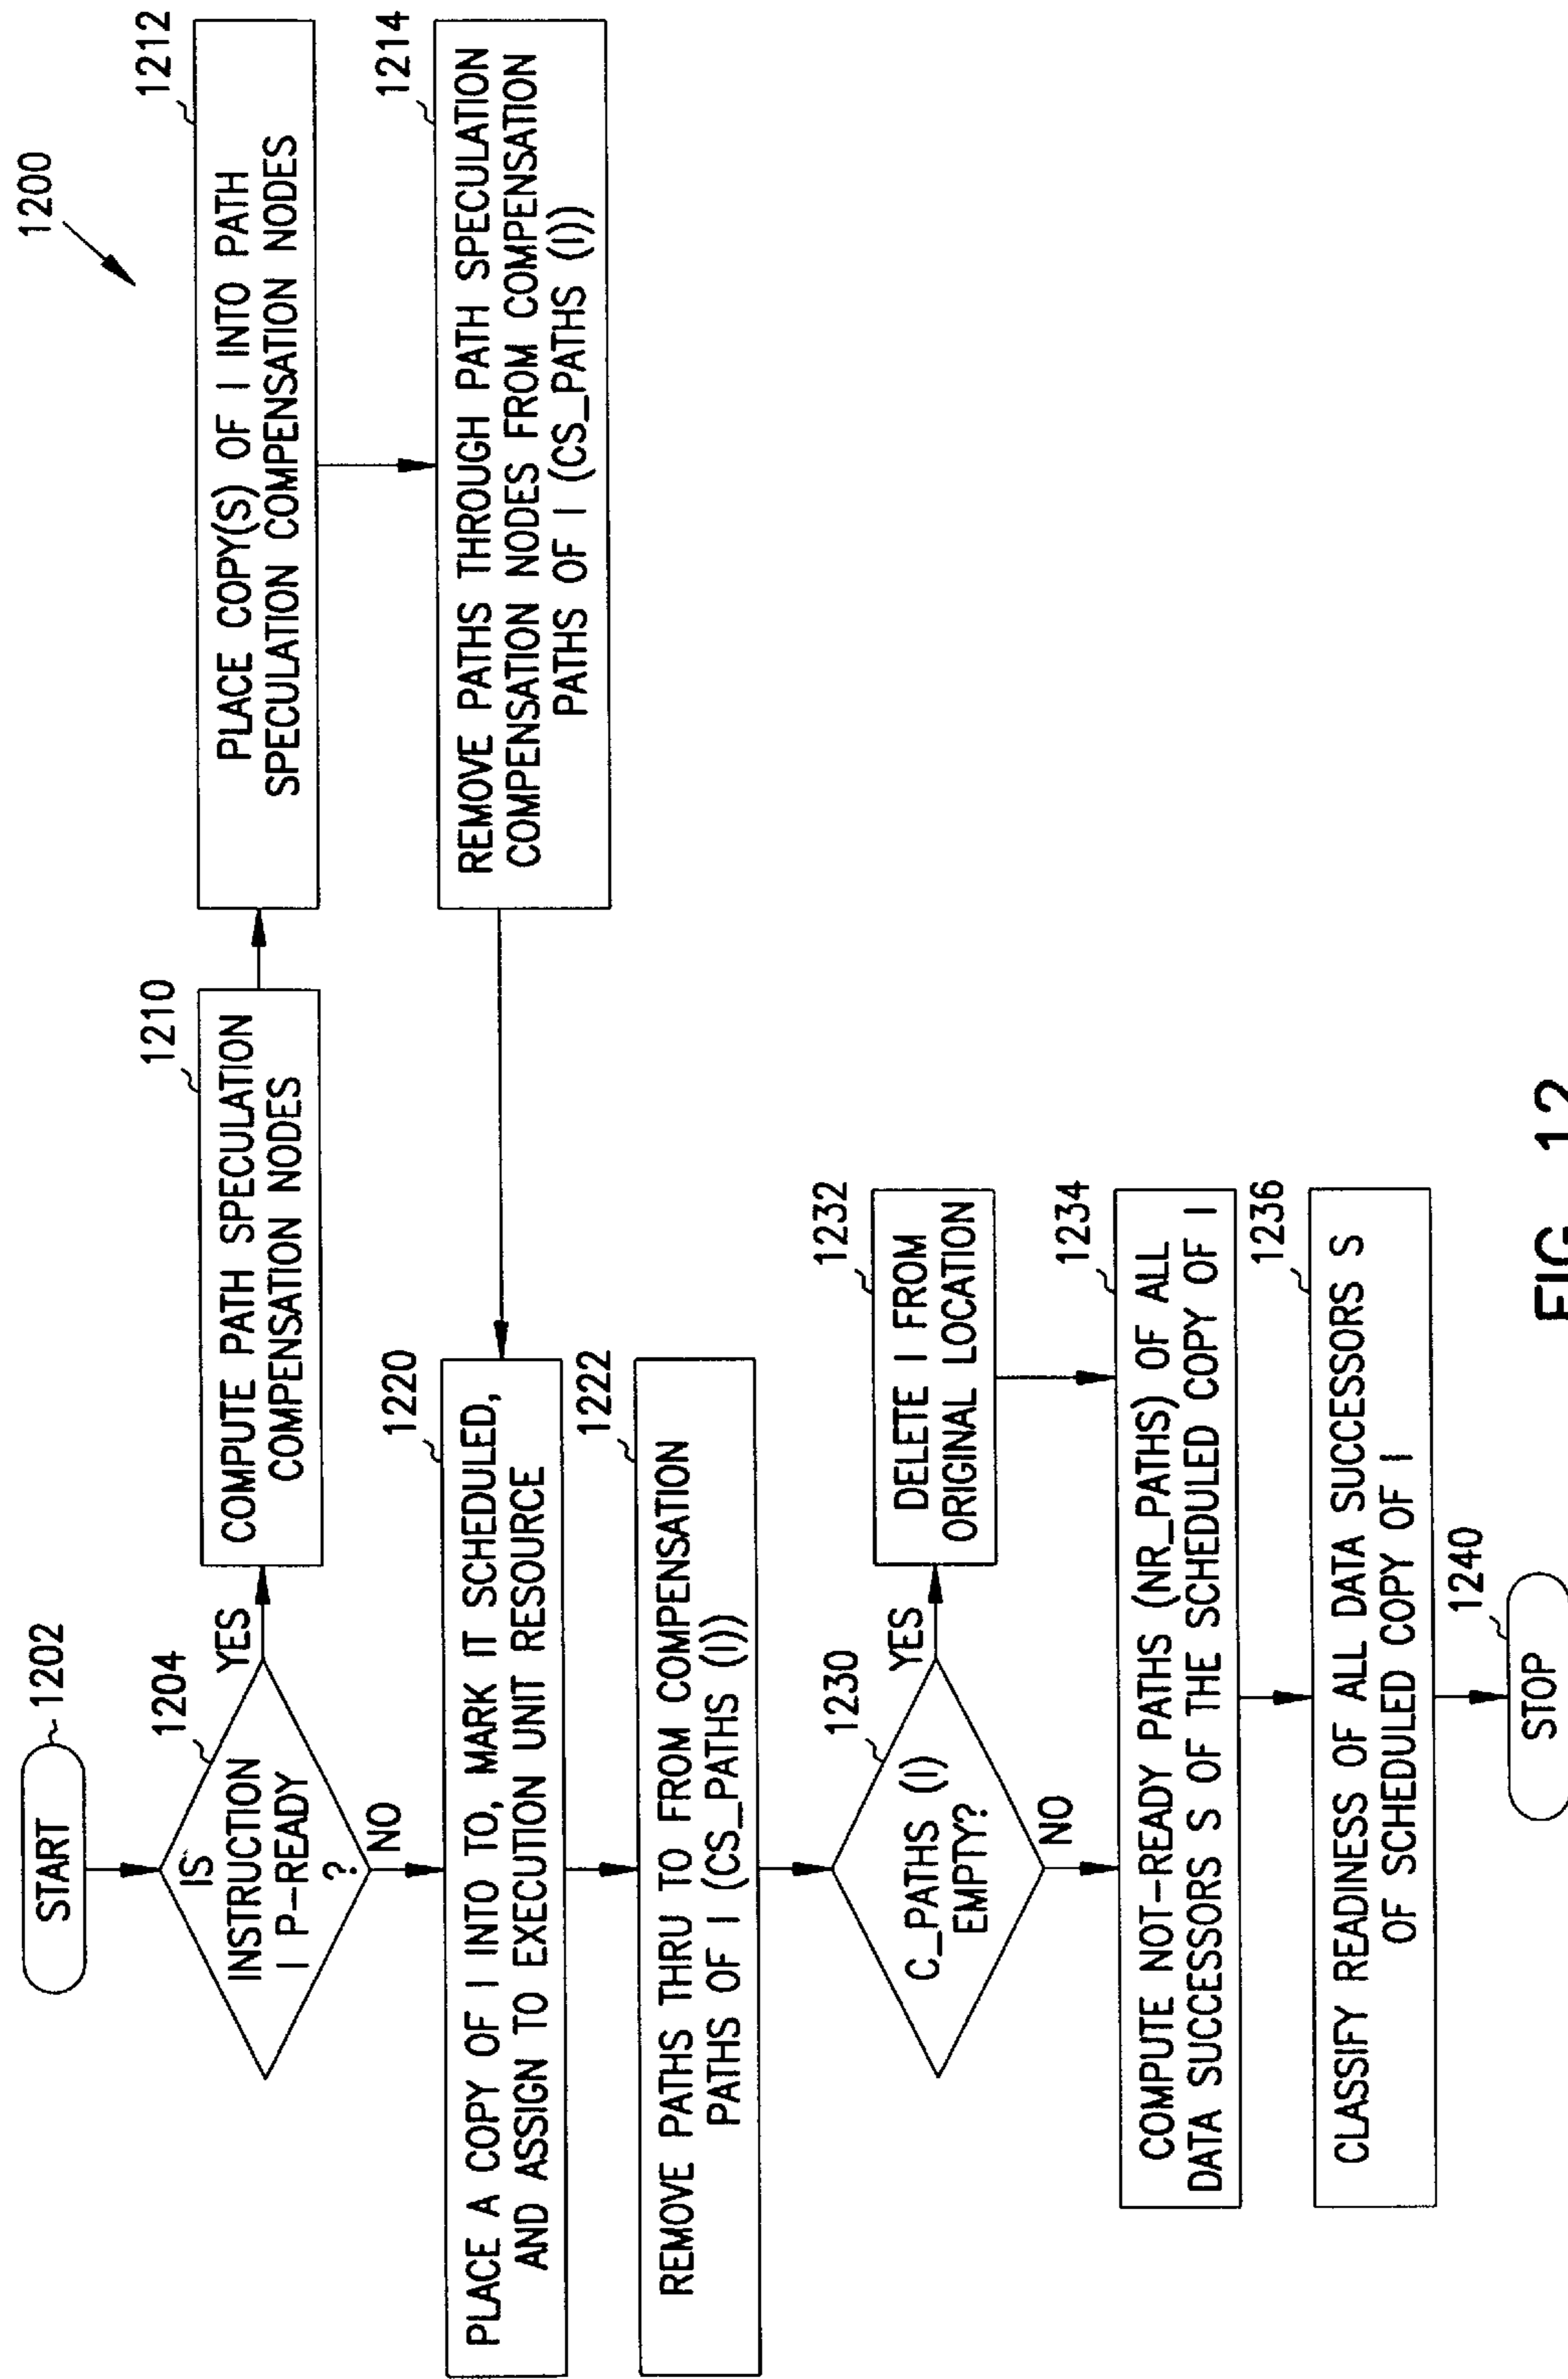 1200
START
1202
IS
INSTRUCTION
I P-READY
?
1204
YES
NO
1210
COMPUTE PATH SPECULATION
COMPENSATION NODES
1212
PLACE COPY(S) OF I INTO PATH
SPECULATION COMPENSATION NODES
1214
REMOVE PATHS THROUGH PATH SPECULATION
COMPENSATION NODES FROM COMPENSATION
PATHS OF I (CS_PATHS (I))
1220
PLACE A COPY OF I INTO TO, MARK IT SCHEDULED,
AND ASSIGN TO EXECUTION UNIT RESOURCE
1222
REMOVE PATHS THRU TO FROM COMPENSATION
PATHS OF I (CS_PATHS (I))
1230
C_PATHS (I)
EMPTY?
YES
NO
1232
DELETE I FROM
ORIGINAL LOCATION
1234
COMPUTE NOT-READY PATHS (NR_PATHS) OF ALL
DATA SUCCESSORS S OF THE SCHEDULED COPY OF I
1236
CLASSIFY READINESS OF ALL DATA SUCCESSORS S
OF SCHEDULED COPY OF I
1240
STOP
FIG. 12